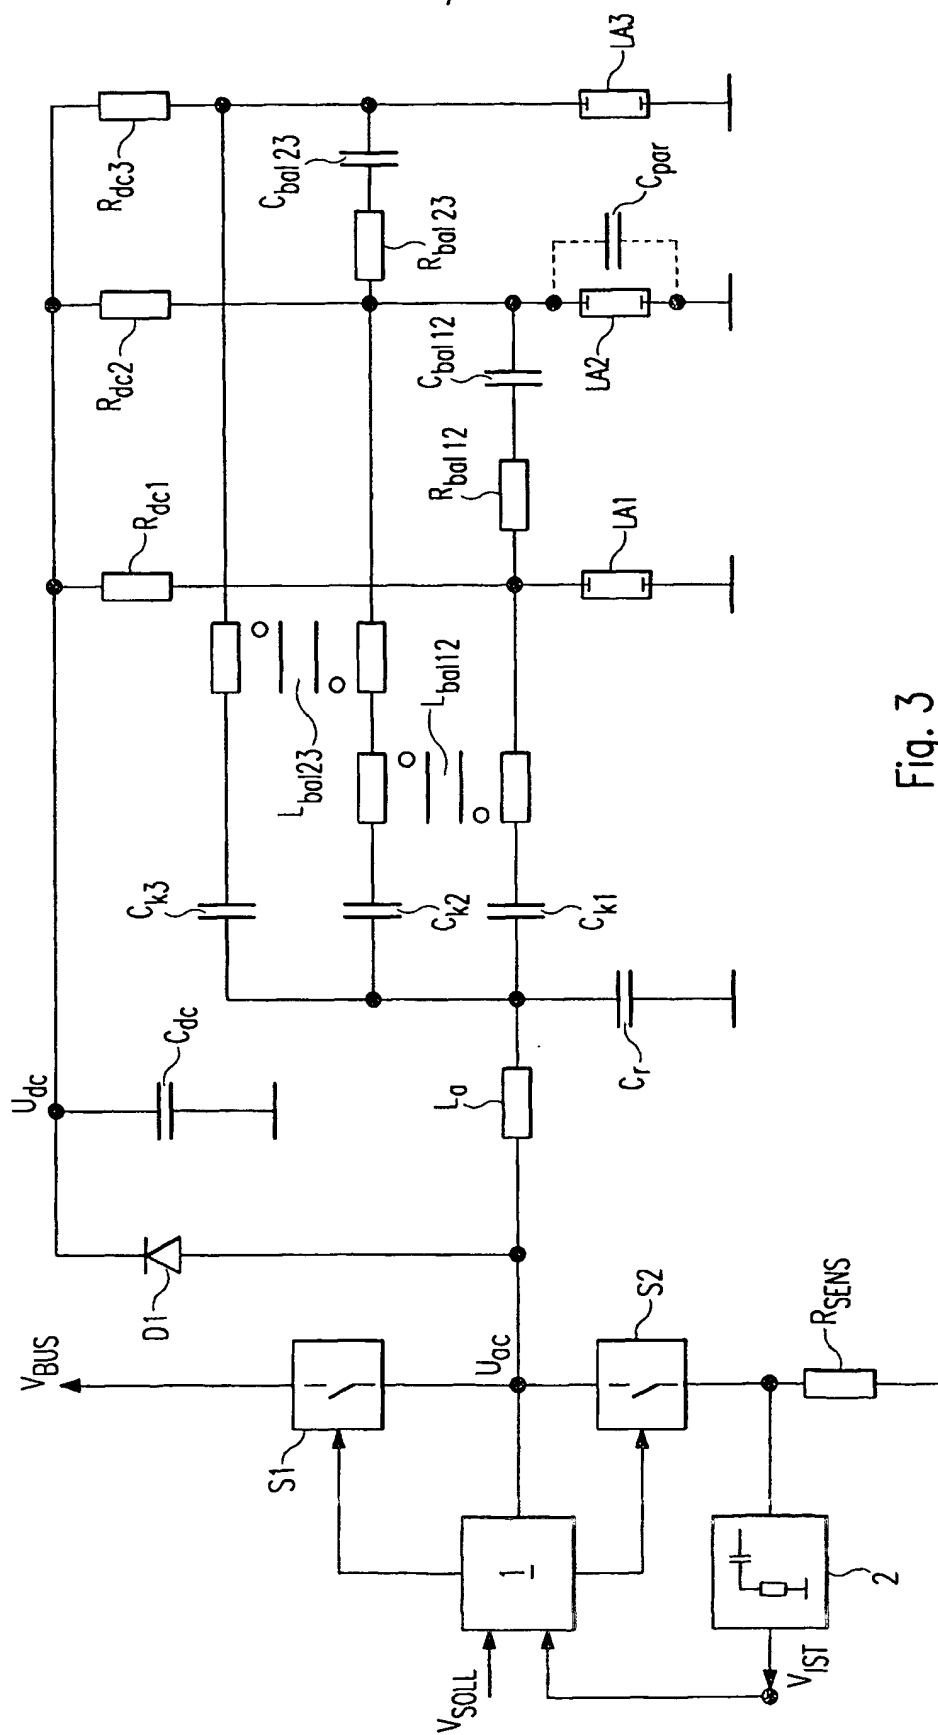 V_BUS
S1
D1
U_dc
C_dc
U_ac
S2
V_SOLL
1
2
V_IST
R_SENS
L_a
C_r
C_k3
C_k2
C_k1
L_bal23
L_bal12
R_dc1
R_dc2
R_dc3
R_bal12
C_bal12
R_bal23
C_bal23
LA1
LA2
C_par
LA3
Fig. 3